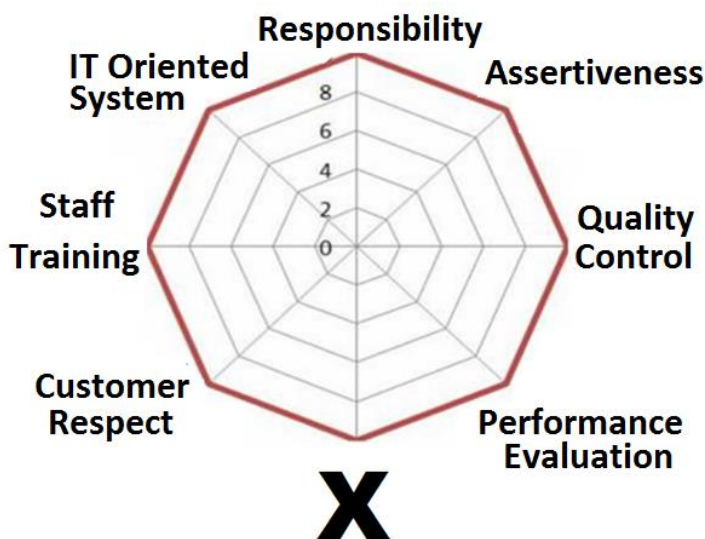 Responsibility
IT Oriented
System
Assertiveness
8
6
4
2
0
Staff
Training
Quality
Control
Customer
Respect
Performance
Evaluation
X